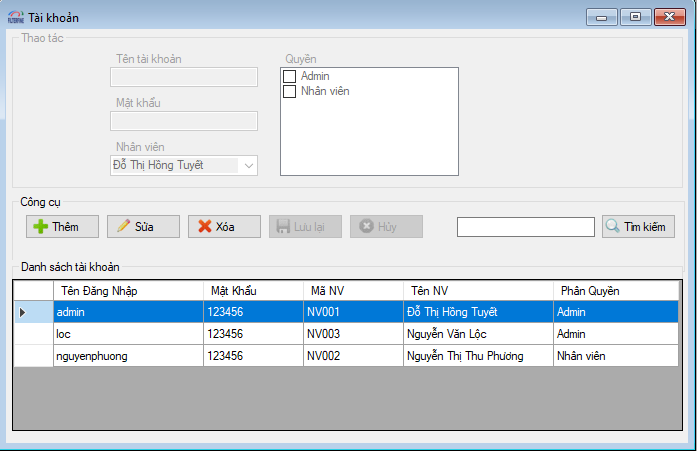 Tài khoản
Thao tác
Tên tài khoản
Quyền
Admin
Nhân viên
Mật khẩu
Nhân viên
Đỗ Thị Hồng Tuyết
Công cụ
Thêm Sửa Xóa Lưu lại Hủy Tìm kiếm
Danh sách tài khoản
Tên Đăng Nhập Mật Khẩu Mã NV Tên NV Phân Quyền
admin 123456 NV001 Đỗ Thị Hồng Tuyết Admin
loc 123456 NV003 Nguyễn Văn Lộc Admin
nguyenphuong 123456 NV002 Nguyễn Thị Thu Phương Nhân viên